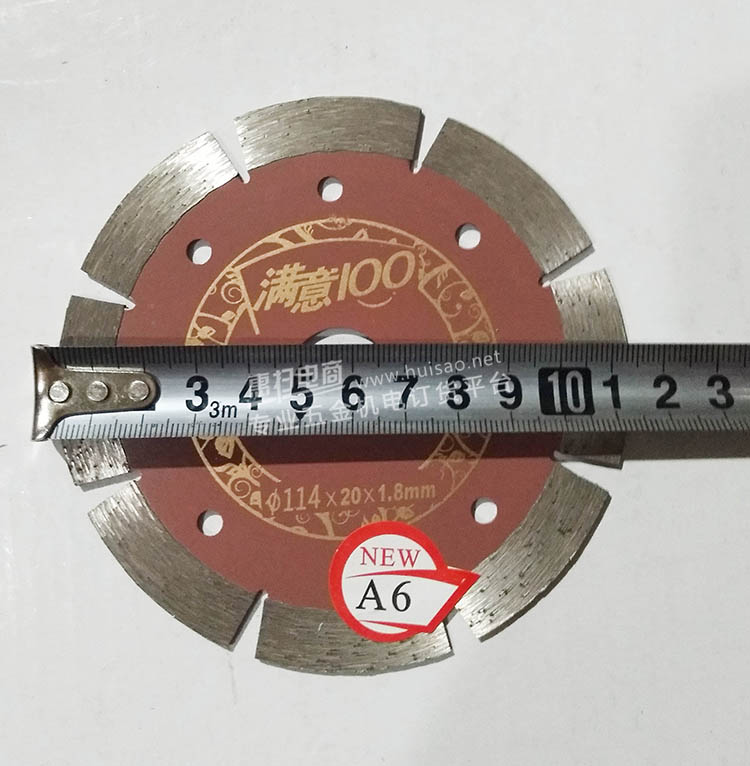 满意100
惠扫电商 www.huisao.net
专业五金机电订货平台
3 4 5 6 7 8 9 10 1 2 3
3m
ϕ114×20×1.8mm
NEW
A6